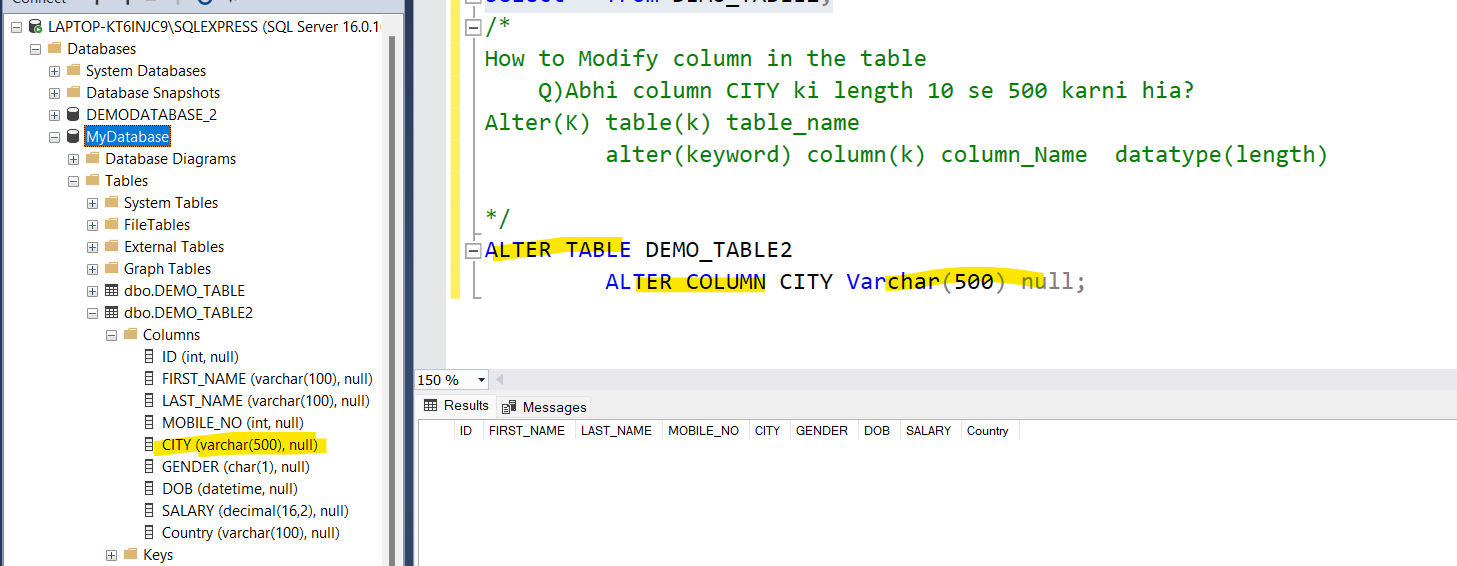 LAPTOP-KT6INJC9\SQLEXPRESS (SQL Server 16.0.1
Databases
System Databases
Database Snapshots
DEMODATABASE_2
MyDatabase
Database Diagrams
Tables
System Tables
FileTables
External Tables
Graph Tables
dbo.DEMO_TABLE
dbo.DEMO_TABLE2
Columns
ID (int, null)
FIRST_NAME (varchar(100), null)
LAST_NAME (varchar(100), null)
MOBILE_NO (int, null)
CITY (varchar(500), null)
GENDER (char(1), null)
DOB (datetime, null)
SALARY (decimal(16,2), null)
Country (varchar(100), null)
Keys
/*
How to Modify column in the table
Q)Abhi column CITY ki length 10 se 500 karni hia?
Alter(K) table(k) table_name
alter(keyword) column(k) column_Name  datatype(length)
*/
ALTER TABLE DEMO_TABLE2
ALTER COLUMN CITY Varchar(500) null;
150 %
Results Messages
ID FIRST_NAME LAST_NAME MOBILE_NO CITY GENDER DOB SALARY Country